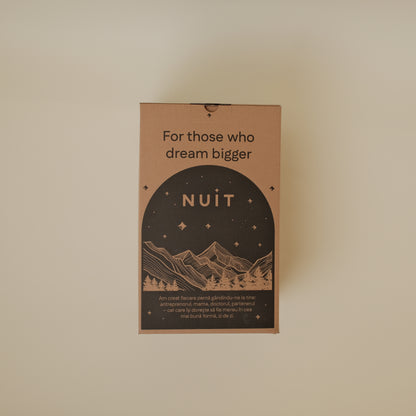 For those who
dream bigger
NUIT
Am creat fiecare pernă gândindu-ne la tine:
antreprenorul, mama, doctorul, partenerul
– cel care își dorește să fie mereu în cea
mai bună formă, zi de zi.